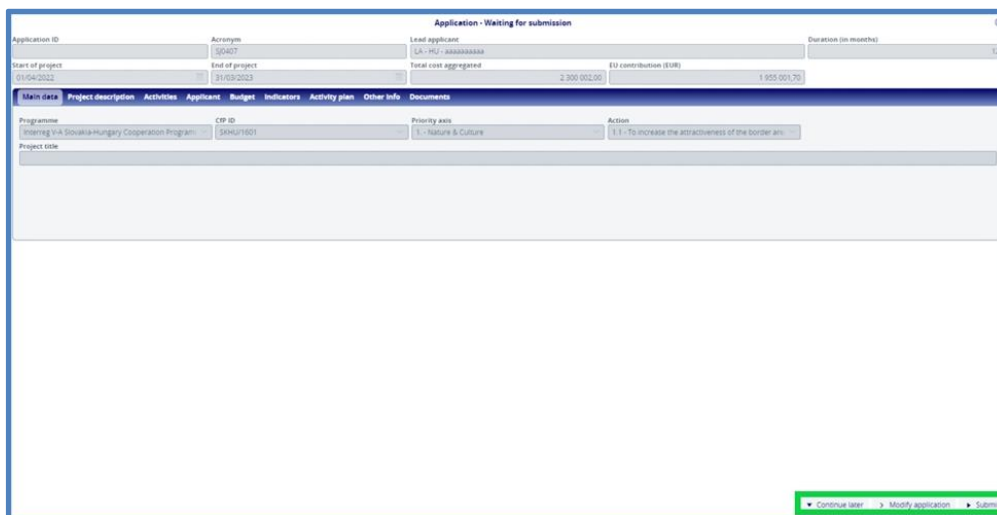 Application - Waiting for submission
Application ID Acronym Lead applicant Duration (in months)
SJ0407 LA - HU - aaaaaaaaaa
Start of project End of project Total cost aggregated EU contribution (EUR)
01/04/2022 31/03/2023 2 300 002,00 1 955 001,70
Main data Project description Activities Applicant Budget Indicators Activity plan Other Info Documents
Programme CfP ID Priority axis Action
Interreg V-A Slovakia-Hungary Cooperation Program SKHU/1601 1. - Nature & Culture 1.1 - To increase the attractiveness of the border are
Project title
Continue later Modify application Submi